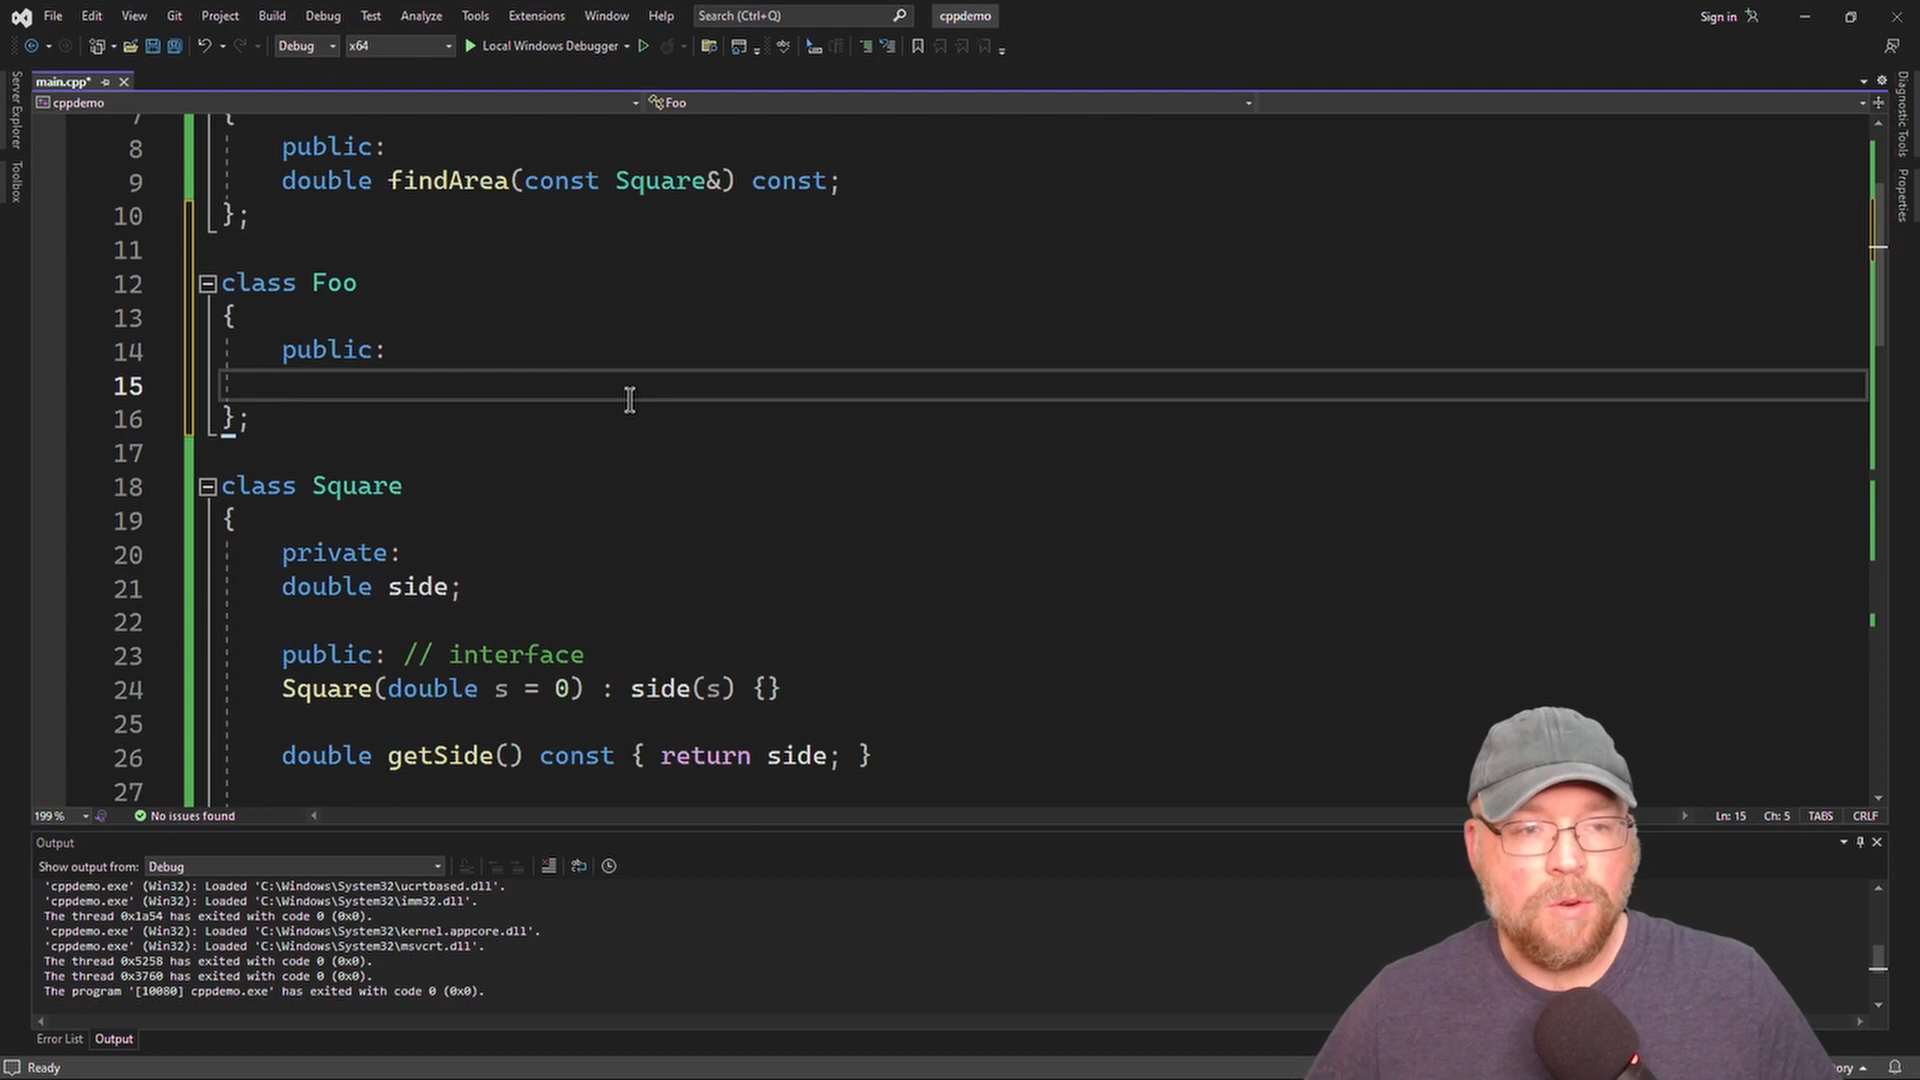 File Edit View Git Project Build Debug Test Analyze Tools Extensions Window Help Search (Ctrl+Q) cppdemo Sign in
Debug x64 Local Windows Debugger
main.cpp*
cppdemo Foo
Server Explorer
Toolbox
Diagnostic Tools
Properties
7 {
8 public:
9 double findArea(const Square&) const;
10 };
11
12 class Foo
13 {
14 public:
15
16 };
17
18 class Square
19 {
20 private:
21 double side;
22
23 public: // interface
24 Square(double s = 0) : side(s) {}
25
26 double getSide() const { return side; }
27
199 % No issues found Ln: 15 Ch: 5 TABS CRLF
Output
Show output from: Debug
'cppdemo.exe' (Win32): Loaded 'C:\Windows\System32\ucrtbased.dll'.
'cppdemo.exe' (Win32): Loaded 'C:\Windows\System32\imm32.dll'.
The thread 0x1a54 has exited with code 0 (0x0).
'cppdemo.exe' (Win32): Loaded 'C:\Windows\System32\kernel.appcore.dll'.
'cppdemo.exe' (Win32): Loaded 'C:\Windows\System32\msvcrt.dll'.
The thread 0x5258 has exited with code 0 (0x0).
The thread 0x3760 has exited with code 0 (0x0).
The program '[10080] cppdemo.exe' has exited with code 0 (0x0).
Error List Output
Ready